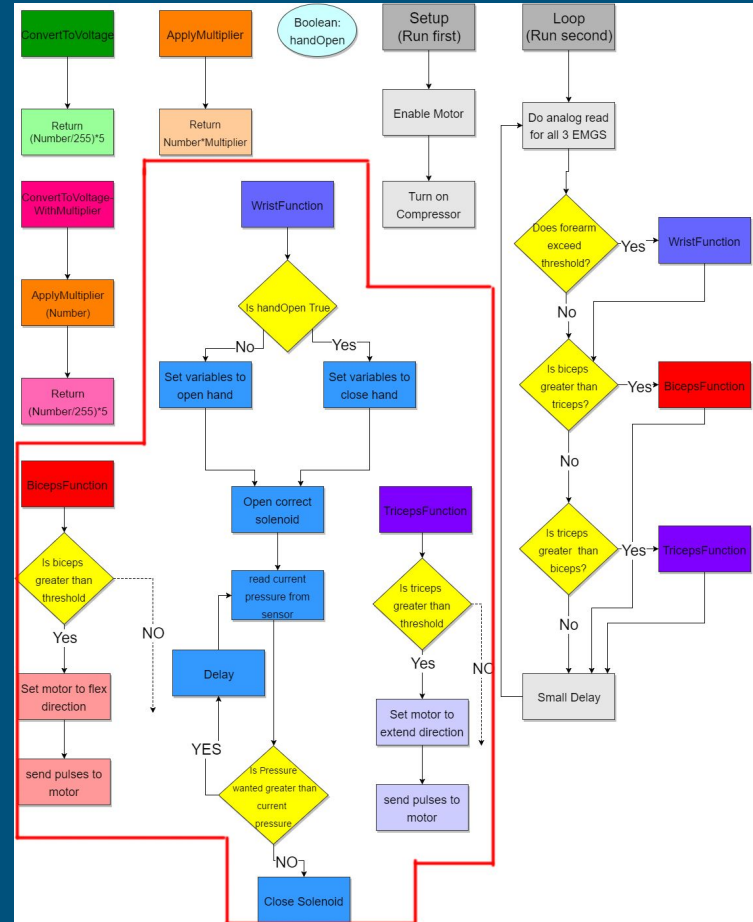 ConvertToVoltage
Return
(Number/255)*5
ApplyMultiplier
Return
Number*Multiplier
Boolean:
handOpen
Setup
(Run first)
Enable Motor
Turn on
Compressor
Loop
(Run second)
Do analog read
for all 3 EMGS
Does forearm
exceed
threshold?
Yes
WristFunction
No
Is biceps
greater than
triceps?
Yes
BicepsFunction
No
Is triceps
greater than
biceps?
Yes
TricepsFunction
No
Small Delay
ConvertToVoltage-
WithMultiplier
ApplyMultiplier
(Number)
Return
(Number/255)*5
WristFunction
Is handOpen True
No
Yes
Set variables to
open hand
Set variables to
close hand
Open correct
solenoid
read current
pressure from
sensor
Delay
YES
Is Pressure
wanted greater than
current
pressure
NO
Close Solenoid
BicepsFunction
Is biceps
greater than
threshold
NO
Yes
Set motor to flex
direction
send pulses to
motor
TricepsFunction
Is triceps
greater than
threshold
NO
Yes
Set motor to
extend direction
send pulses to
motor